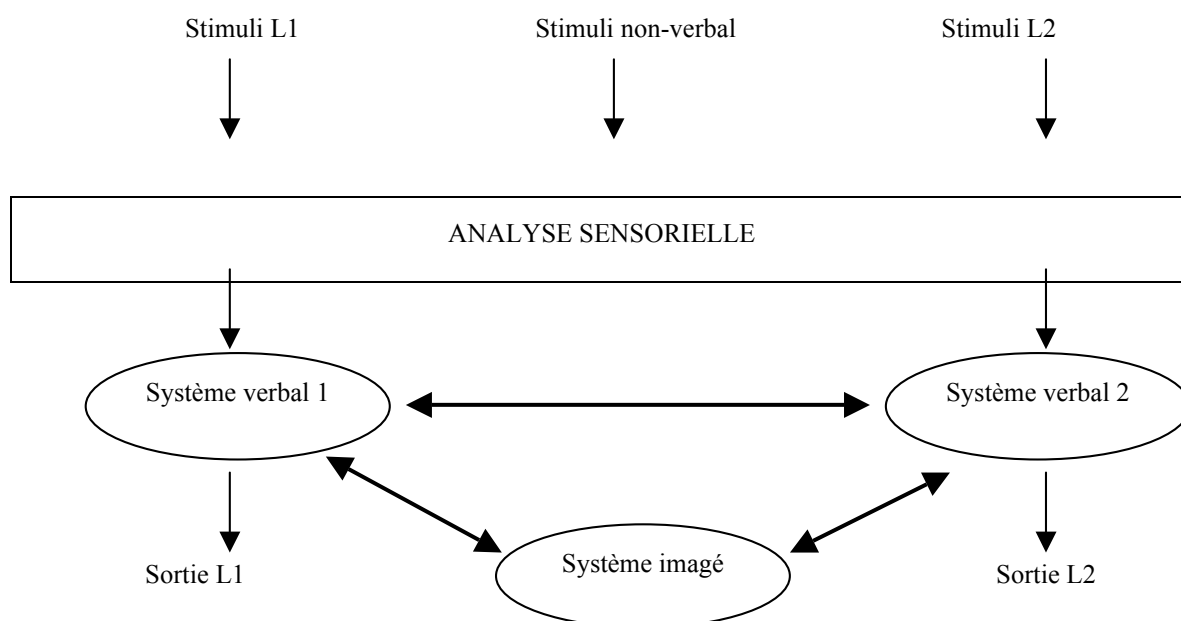 Stimuli L1
Stimuli non-verbal
Stimuli L2
ANALYSE SENSORIELLE
Système verbal 1
Système verbal 2
Système imagé
Sortie L1
Sortie L2